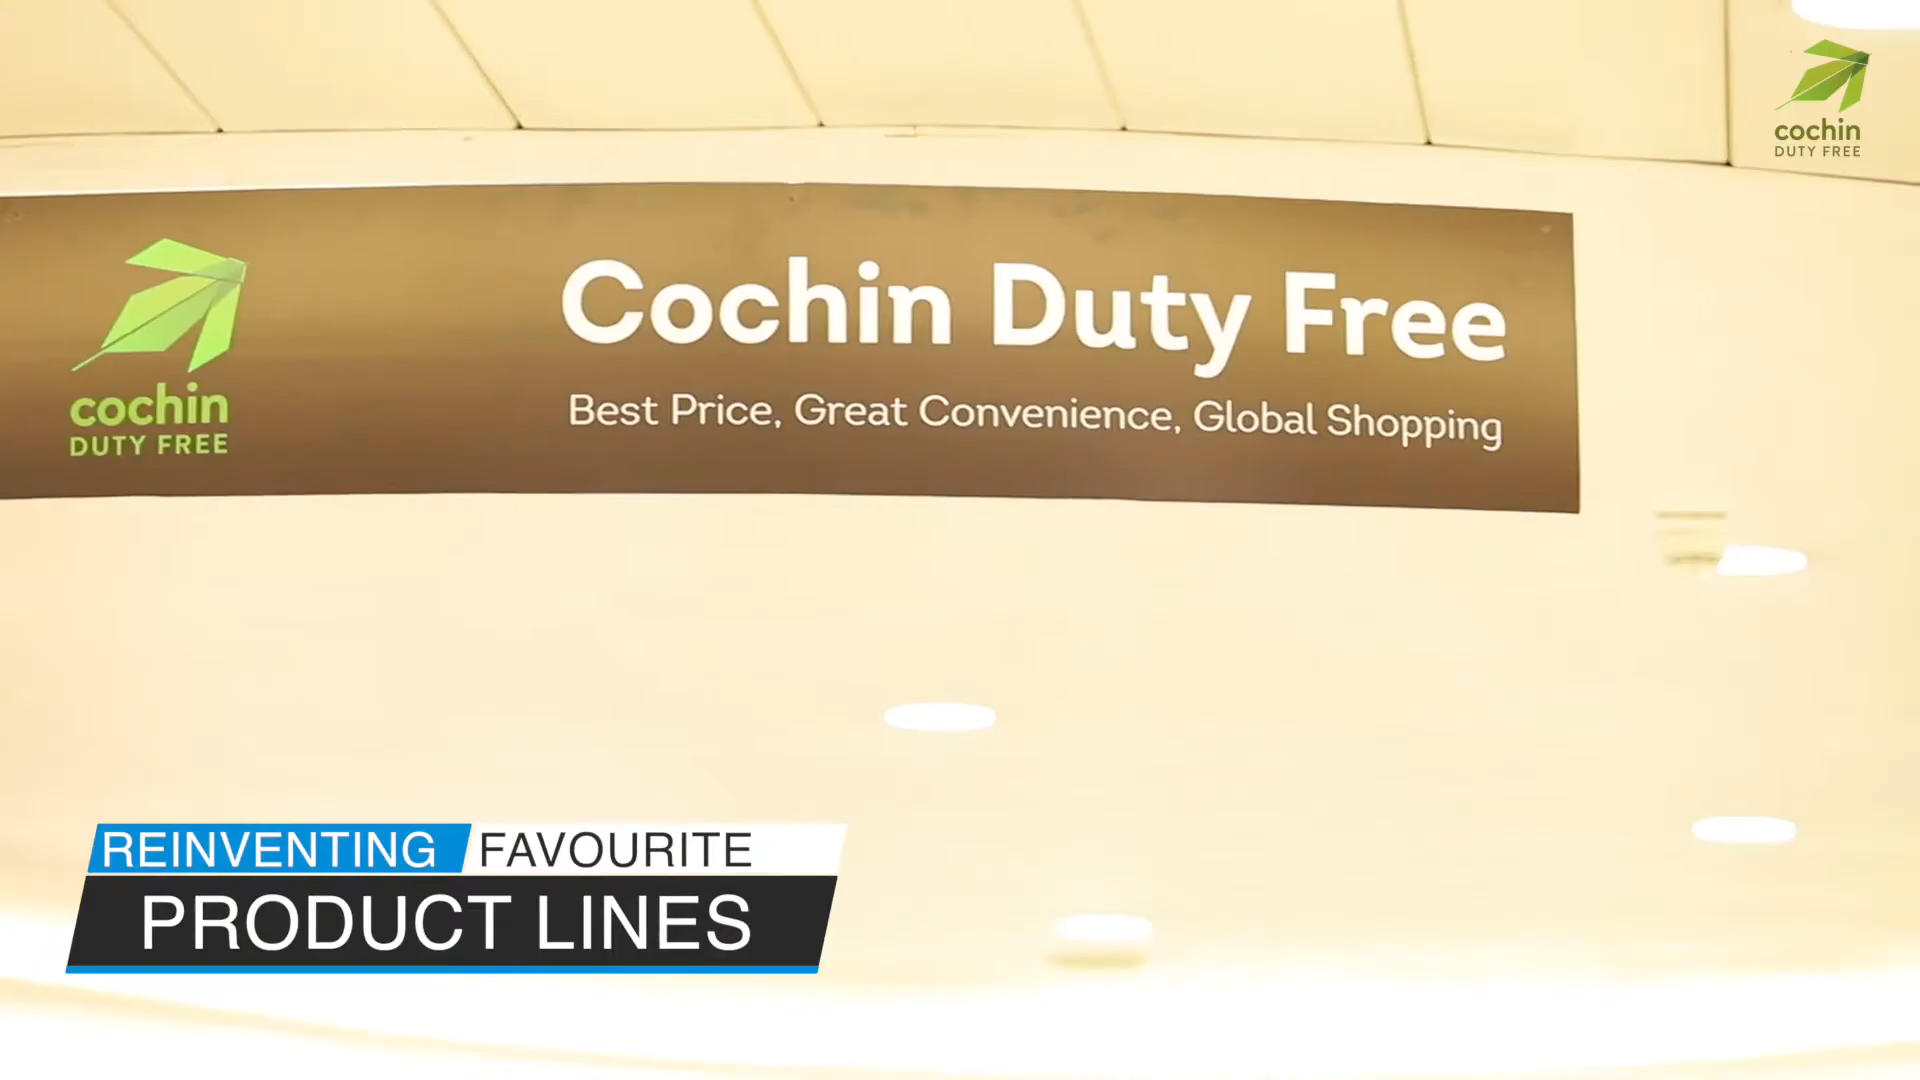 cochin
DUTY FREE
cochin
DUTY FREE
Cochin Duty Free
Best Price, Great Convenience, Global Shopping
REINVENTING FAVOURITE
PRODUCT LINES